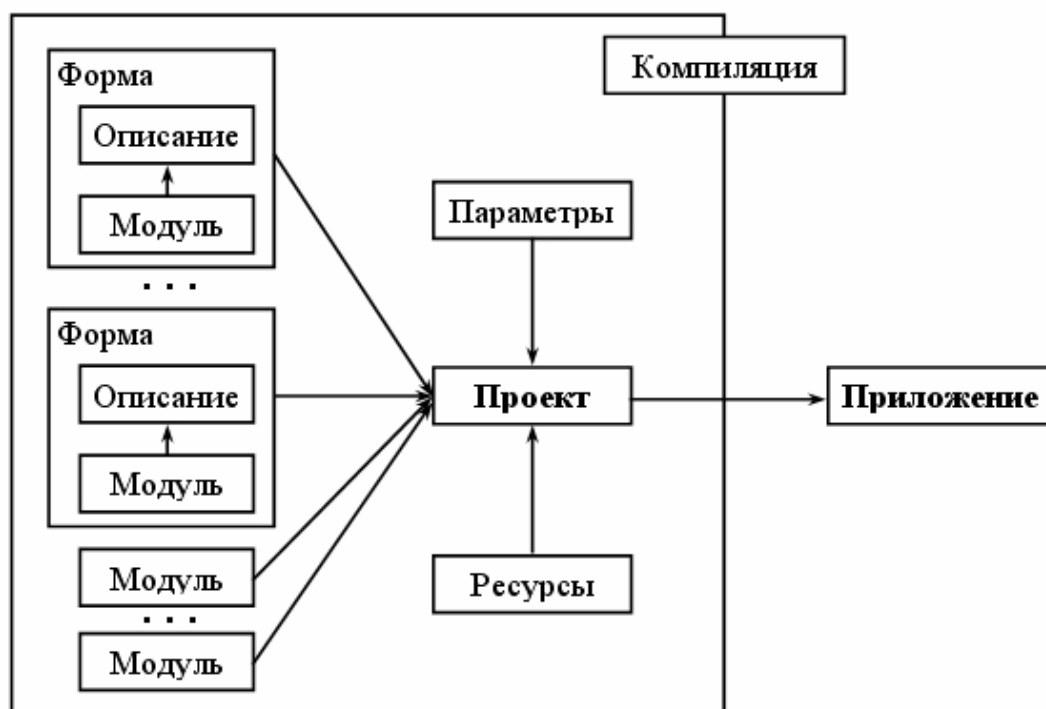 Компиляция
Форма
Описание
Модуль
. . .
Форма
Описание
Модуль
Модуль
. . .
Модуль
Параметры
Проект
Ресурсы
Приложение